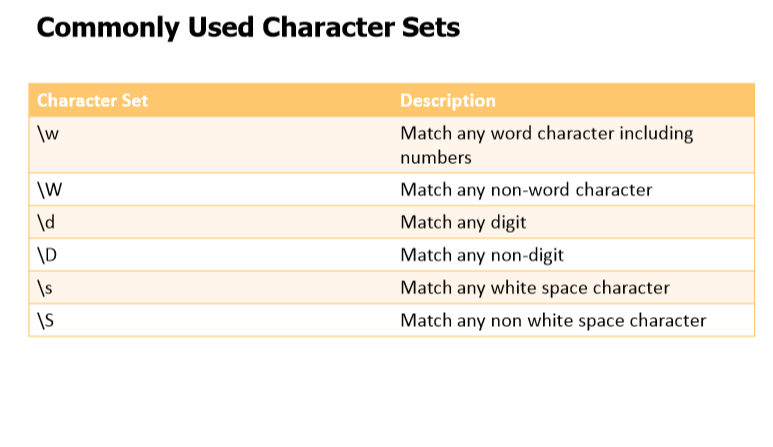 Commonly Used Character Sets
Character Set Description
\w Match any word character including
numbers
\W Match any non-word character
\d Match any digit
\D Match any non-digit
\s Match any white space character
\S Match any non white space character